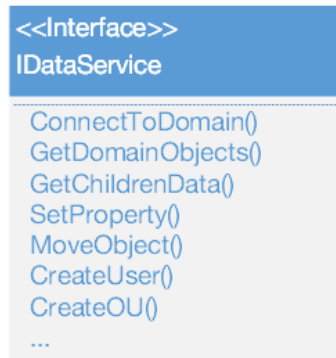 <<Interface>>
IDataService
ConnectToDomain()
GetDomainObjects()
GetChildrenData()
SetProperty()
MoveObject()
CreateUser()
CreateOU()
...